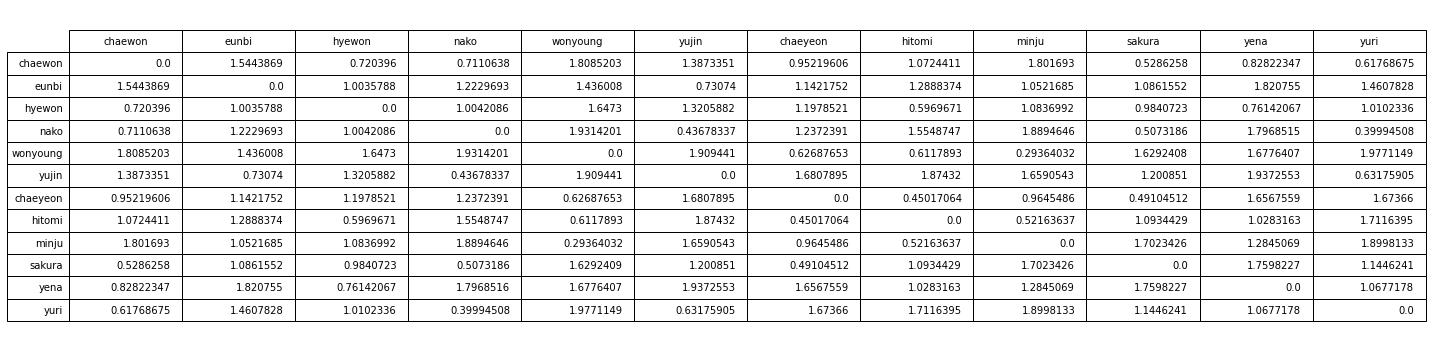 chaewon eunbi hyewon nako wonyoung yujin chaeyeon hitomi minju sakura yena yuri
chaewon 0.0 1.5443869 0.720396 0.7110638 1.8085203 1.3873351 0.95219606 1.0724411 1.801693 0.5286258 0.82822347 0.61768675
eunbi 1.5443869 0.0 1.0035788 1.2229693 1.436008 0.73074 1.1421752 1.2888374 1.0521685 1.0861552 1.820755 1.4607828
hyewon 0.720396 1.0035788 0.0 1.0042086 1.6473 1.3205882 1.1978521 0.5969671 1.0836992 0.9840723 0.76142067 1.0102336
nako 0.7110638 1.2229693 1.0042086 0.0 1.9314201 0.43678337 1.2372391 1.5548747 1.8894646 0.5073186 1.7968515 0.39994508
wonyoung 1.8085203 1.436008 1.6473 1.9314201 0.0 1.909441 0.62687653 0.6117893 0.29364032 1.6292408 1.6776407 1.9771149
yujin 1.3873351 0.73074 1.3205882 0.43678337 1.909441 0.0 1.6807895 1.87432 1.6590543 1.200851 1.9372553 0.63175905
chaeyeon 0.95219606 1.1421752 1.1978521 1.2372391 0.62687653 1.6807895 0.0 0.45017064 0.9645486 0.49104512 1.6567559 1.67366
hitomi 1.0724411 1.2888374 0.5969671 1.5548747 0.6117893 1.87432 0.45017064 0.0 0.52163637 1.0934429 1.0283163 1.7116395
minju 1.801693 1.0521685 1.0836992 1.8894646 0.29364032 1.6590543 0.9645486 0.52163637 0.0 1.7023426 1.2845069 1.8998133
sakura 0.5286258 1.0861552 0.9840723 0.5073186 1.6292409 1.200851 0.49104512 1.0934429 1.7023426 0.0 1.7598227 1.1446241
yena 0.82822347 1.820755 0.76142067 1.7968516 1.6776407 1.9372553 1.6567559 1.0283163 1.2845069 1.7598227 0.0 1.0677178
yuri 0.61768675 1.4607828 1.0102336 0.39994508 1.9771149 0.63175905 1.67366 1.7116395 1.8998133 1.1446241 1.0677178 0.0